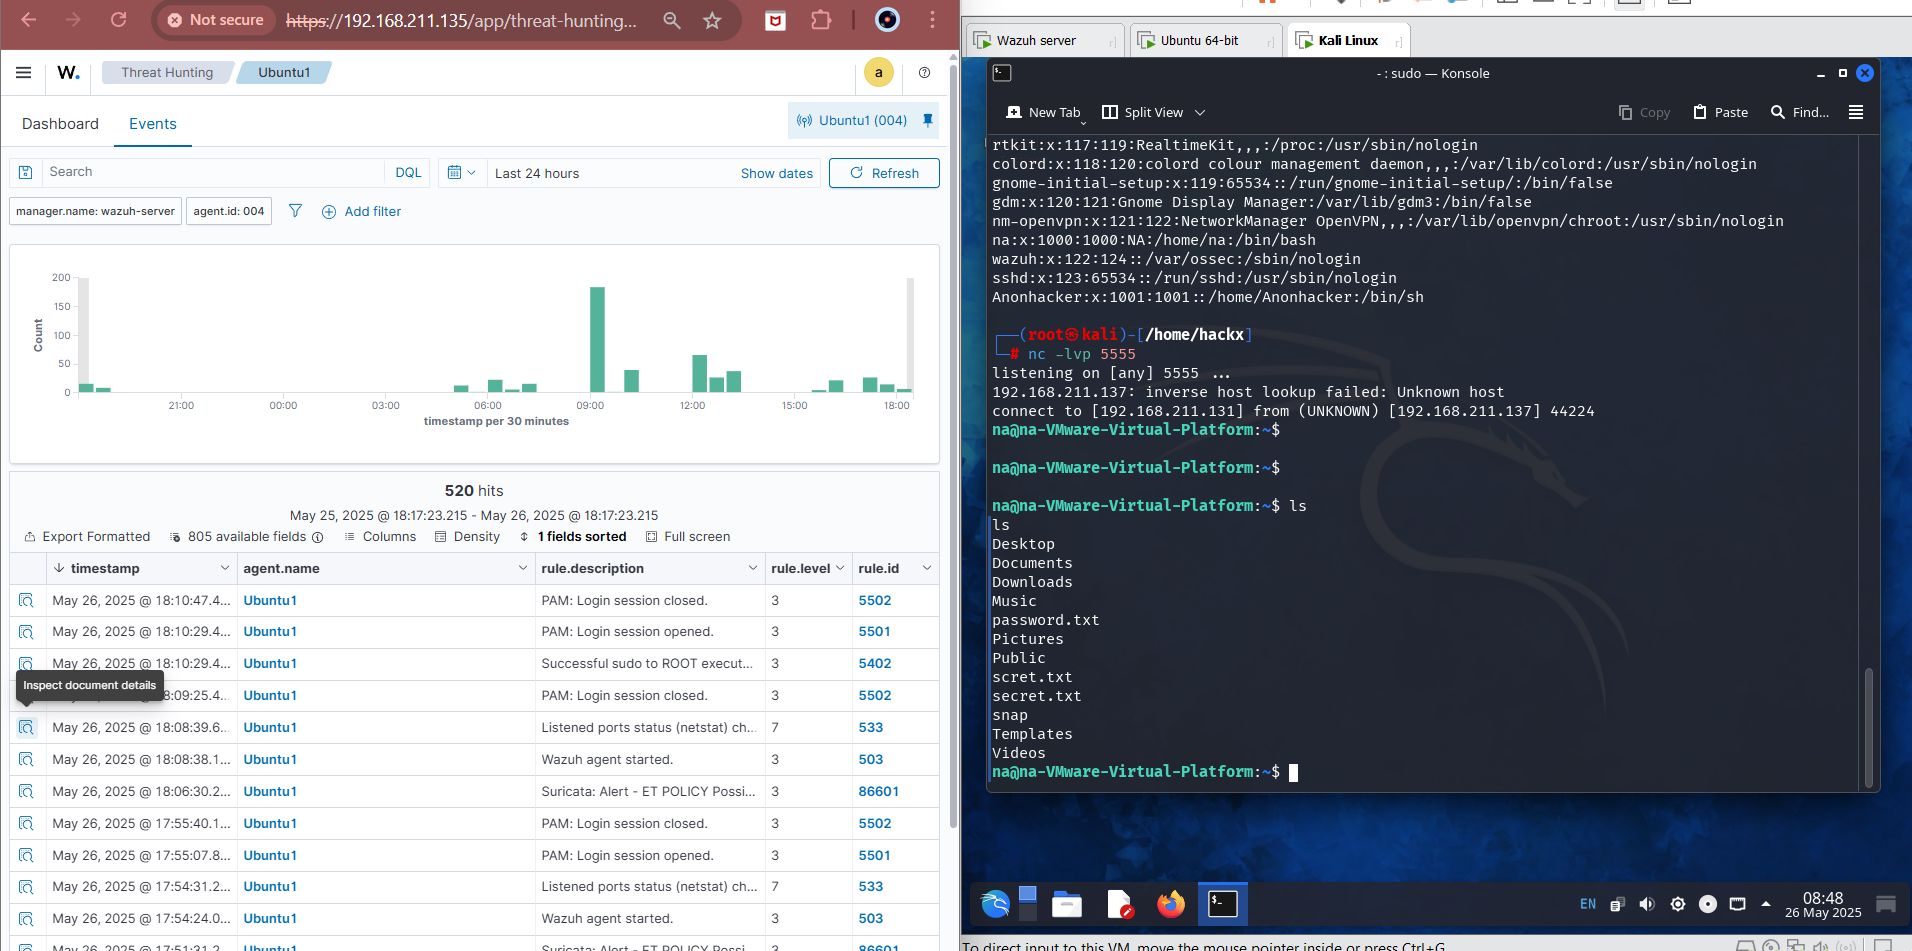 Not secure
https://192.168.211.135/app/threat-hunting...
W.
Threat Hunting
Ubuntu1
a
Dashboard
Events
Ubuntu1 (004)
Search
DQL
Last 24 hours
Show dates
Refresh
manager.name: wazuh-server
agent.id: 004
Add filter
Count
200
150
100
50
0
21:00
00:00
03:00
06:00
09:00
12:00
15:00
18:00
timestamp per 30 minutes
520 hits
May 25, 2025 @ 18:17:23.215 - May 26, 2025 @ 18:17:23.215
Export Formatted
805 available fields
Columns
Density
1 fields sorted
Full screen
timestamp agent.name rule.description rule.level rule.id
May 26, 2025 @ 18:10:47.4... Ubuntu1 PAM: Login session closed. 3 5502
May 26, 2025 @ 18:10:29.4... Ubuntu1 PAM: Login session opened. 3 5501
May 26, 2025 @ 18:10:29.4... Ubuntu1 Successful sudo to ROOT execut... 3 5402
Inspect document details
8:09:25.4... Ubuntu1 PAM: Login session closed. 3 5502
May 26, 2025 @ 18:08:39.6... Ubuntu1 Listened ports status (netstat) ch... 7 533
May 26, 2025 @ 18:08:38.1... Ubuntu1 Wazuh agent started. 3 503
May 26, 2025 @ 18:06:30.2... Ubuntu1 Suricata: Alert - ET POLICY Possi... 3 86601
May 26, 2025 @ 17:55:40.1... Ubuntu1 PAM: Login session closed. 3 5502
May 26, 2025 @ 17:55:07.8... Ubuntu1 PAM: Login session opened. 3 5501
May 26, 2025 @ 17:54:31.2... Ubuntu1 Listened ports status (netstat) ch... 7 533
May 26, 2025 @ 17:54:24.0... Ubuntu1 Wazuh agent started. 3 503
May 26, 2025 @ 17:51:31.2... Ubuntu1 Suricata: Alert - ET POLICY Possi... 3 86601
Wazuh server
Ubuntu 64-bit
Kali Linux
- : sudo — Konsole
New Tab
Split View
Copy
Paste
Find...
rtkit:x:117:119:RealtimeKit,,,:/proc:/usr/sbin/nologin
colord:x:118:120:colord colour management daemon,,,:/var/lib/colord:/usr/sbin/nologin
gnome-initial-setup:x:119:65534::/run/gnome-initial-setup/:/bin/false
gdm:x:120:121:Gnome Display Manager:/var/lib/gdm3:/bin/false
nm-openvpn:x:121:122:NetworkManager OpenVPN,,,:/var/lib/openvpn/chroot:/usr/sbin/nologin
na:x:1000:1000:NA:/home/na:/bin/bash
wazuh:x:122:124::/var/ossec:/sbin/nologin
sshd:x:123:65534::/run/sshd:/usr/sbin/nologin
Anonhacker:x:1001:1001::/home/Anonhacker:/bin/sh
(root㉿kali)-[/home/hackx]
# nc -lvp 5555
listening on [any] 5555 ...
192.168.211.137: inverse host lookup failed: Unknown host
connect to [192.168.211.131] from (UNKNOWN) [192.168.211.137] 44224
na@na-VMware-Virtual-Platform:~$
na@na-VMware-Virtual-Platform:~$
na@na-VMware-Virtual-Platform:~$ ls
ls
Desktop
Documents
Downloads
Music
password.txt
Pictures
Public
scret.txt
secret.txt
snap
Templates
Videos
na@na-VMware-Virtual-Platform:~$
EN
08:48
26 May 2025
To direct input to this VM, move the mouse pointer inside or press Ctrl+G.